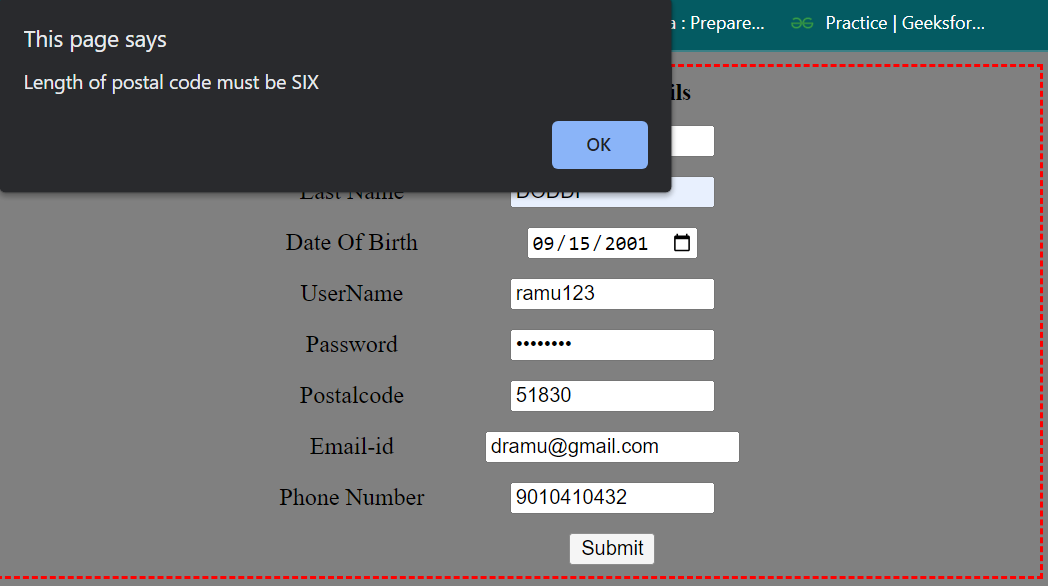 a : Prepare... Practice | Geeksfor...
This page says
Length of postal code must be SIX
OK
ils
Last Name DODDI
Date Of Birth 09/15/2001
UserName ramu123
Password ••••••••
Postalcode 51830
Email-id dramu@gmail.com
Phone Number 9010410432
Submit